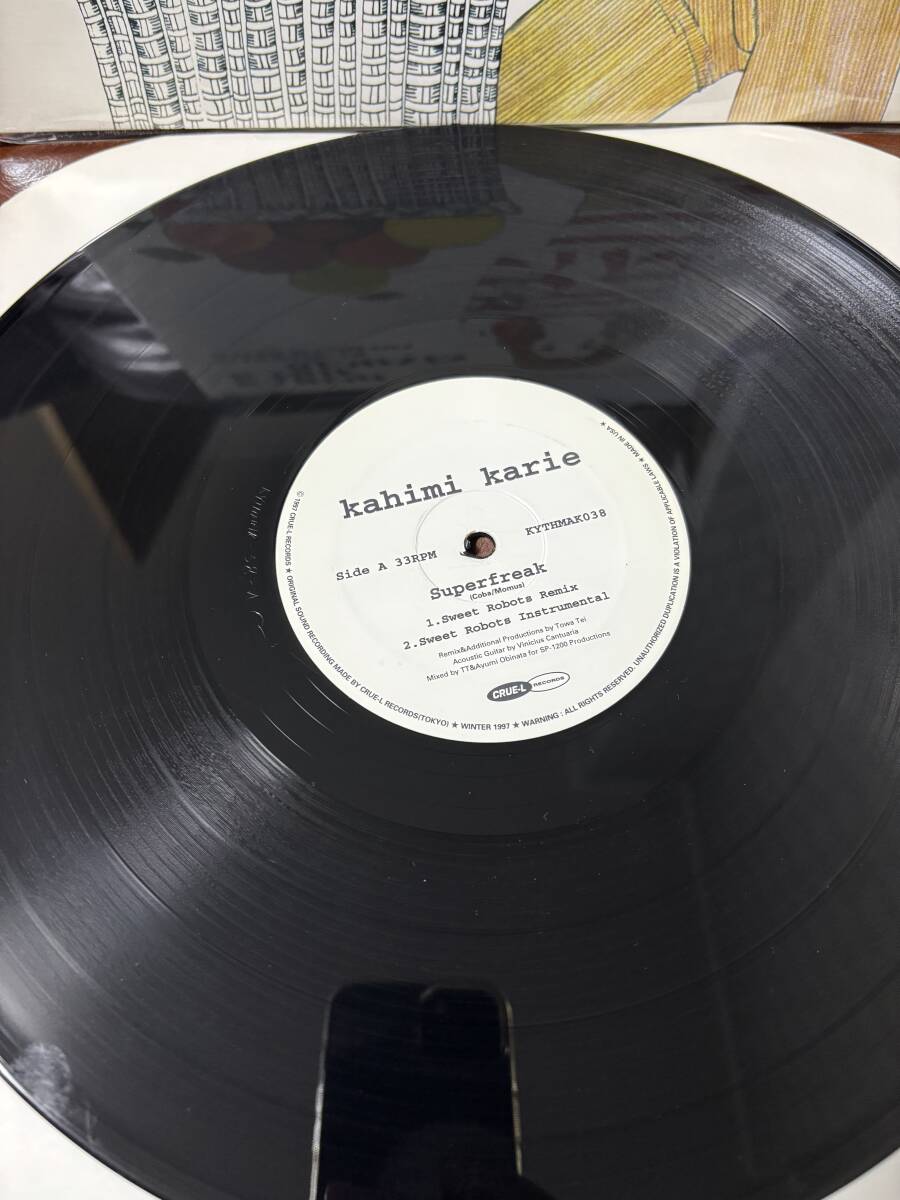 kahimi karie
Side A 33RPM
KYTHMAK038
Superfreak
(Coba/Momus)
1.Sweet Robots Remix
2.Sweet Robots Instrumental
Remix&Additional Productions by Towa Tei
Acoustic Guitar by Vinicius Cantuaria
Mixed by TT&Ayumi Obinata for SP-1200 Productions
CRUE-L RECORDS
© 1997 CRUE-L RECORDS ★ ORIGINAL SOUND RECORDING MADE BY CRUE-L RECORDS(TOKYO) ★ WINTER 1997 ★ WARNING : ALL RIGHTS RESERVED. UNAUTHORIZED DUPLICATION IS A VIOLATION OF APPLICABLE LAWS ★ MADE IN USA ★